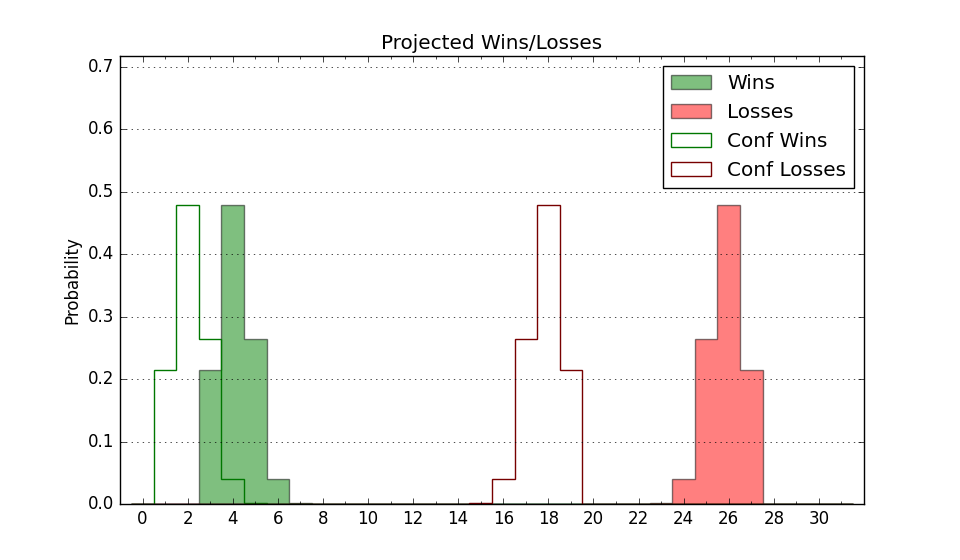 Projected Wins/Losses
0.7
0.6
0.5
0.4
0.3
0.2
0.1
0.0
Probability
Wins
Losses
Conf Wins
Conf Losses
0 2 4 6 8 10 12 14 16 18 20 22 24 26 28 30